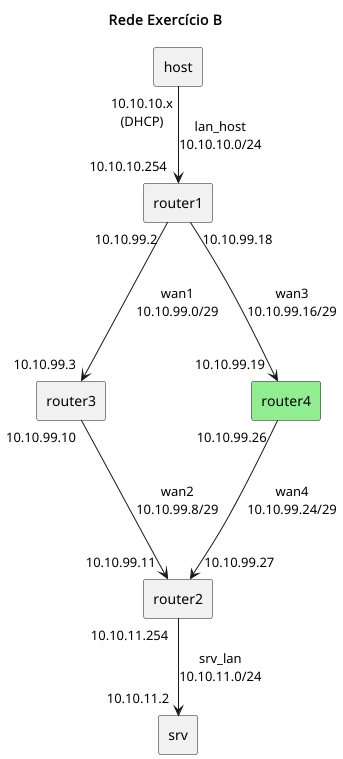 Rede Exercício B
host
10.10.10.x
(DHCP)
lan_host
10.10.10.0/24
10.10.10.254
router1
10.10.99.2
10.10.99.18
wan1
10.10.99.0/29
wan3
10.10.99.16/29
10.10.99.3
10.10.99.19
router3
router4
10.10.99.10
10.10.99.26
wan2
10.10.99.8/29
wan4
10.10.99.24/29
10.10.99.11
10.10.99.27
router2
10.10.11.254
srv_lan
10.10.11.0/24
10.10.11.2
srv